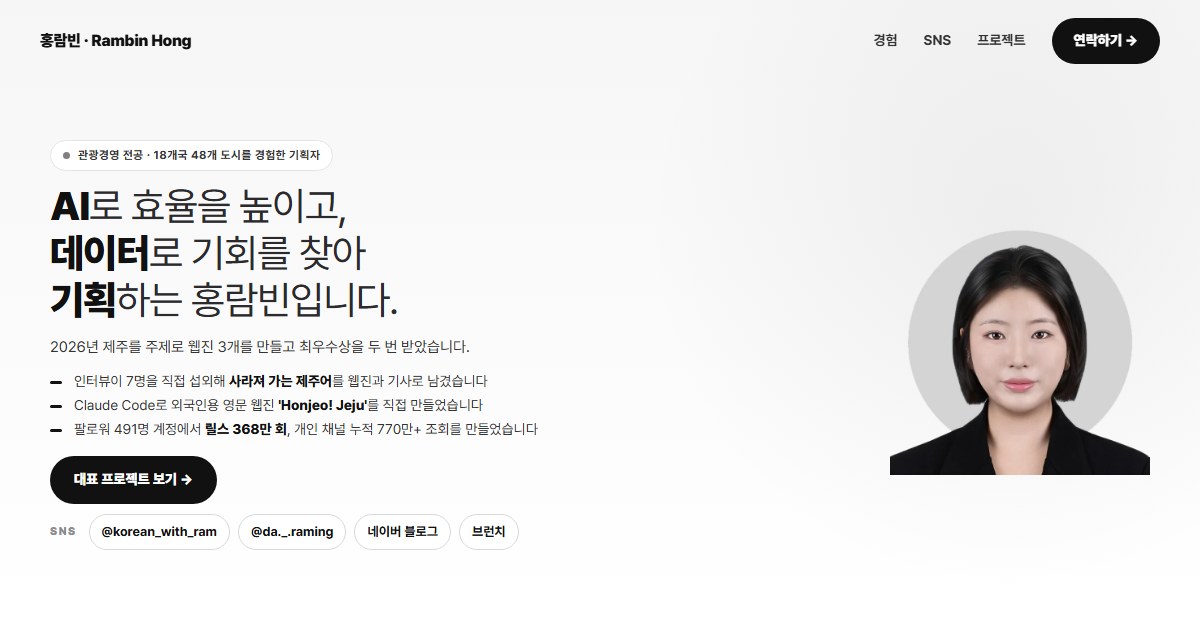 홍람빈 · Rambin Hong
경험 SNS 프로젝트 연락하기 →
관광경영 전공 · 18개국 48개 도시를 경험한 기획자
AI로 효율을 높이고,
데이터로 기회를 찾아
기획하는 홍람빈입니다.
2026년 제주를 주제로 웹진 3개를 만들고 최우수상을 두 번 받았습니다.
인터뷰이 7명을 직접 섭외해 사라져 가는 제주어를 웹진과 기사로 남겼습니다
Claude Code로 외국인용 영문 웹진 'Honjeo! Jeju'를 직접 만들었습니다
팔로워 491명 계정에서 릴스 368만 회, 개인 채널 누적 770만+ 조회를 만들었습니다
대표 프로젝트 보기 →
SNS @korean_with_ram @da._.raming 네이버 블로그 브런치